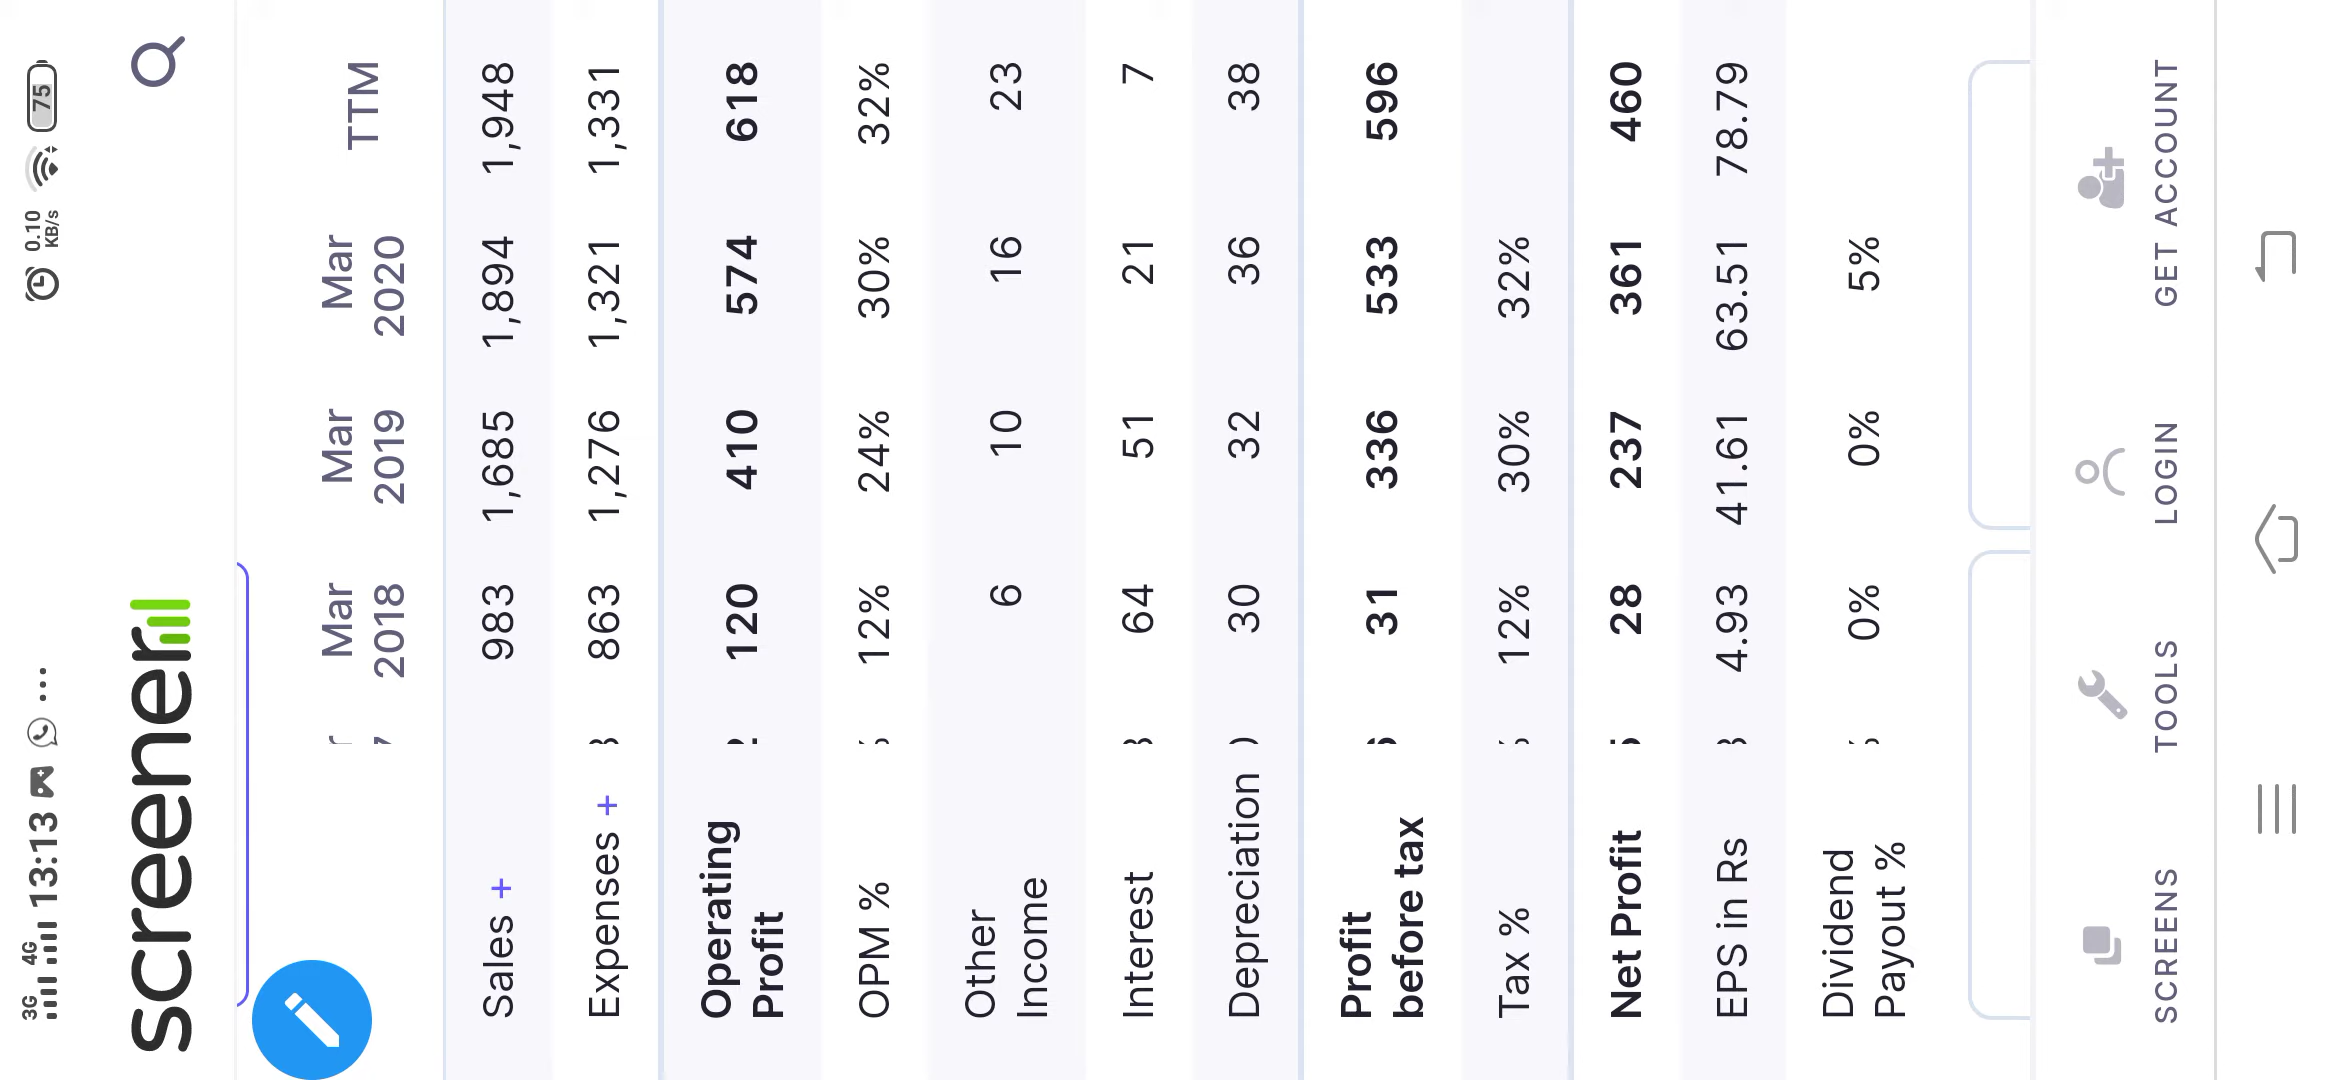 3G 4G 13:13 ... 0.10 KB/s 75
screener
Mar 2018 Mar 2019 Mar 2020 TTM
Sales + 983 1,685 1,894 1,948
Expenses + 863 1,276 1,321 1,331
Operating Profit 120 410 574 618
OPM % 12% 24% 30% 32%
Other Income 6 10 16 23
Interest 64 51 21 7
Depreciation 30 32 36 38
Profit before tax 31 336 533 596
Tax % 12% 30% 32%
Net Profit 28 237 361 460
EPS in Rs 4.93 41.61 63.51 78.79
Dividend Payout % 0% 0% 5%
SCREENS TOOLS LOGIN GET ACCOUNT